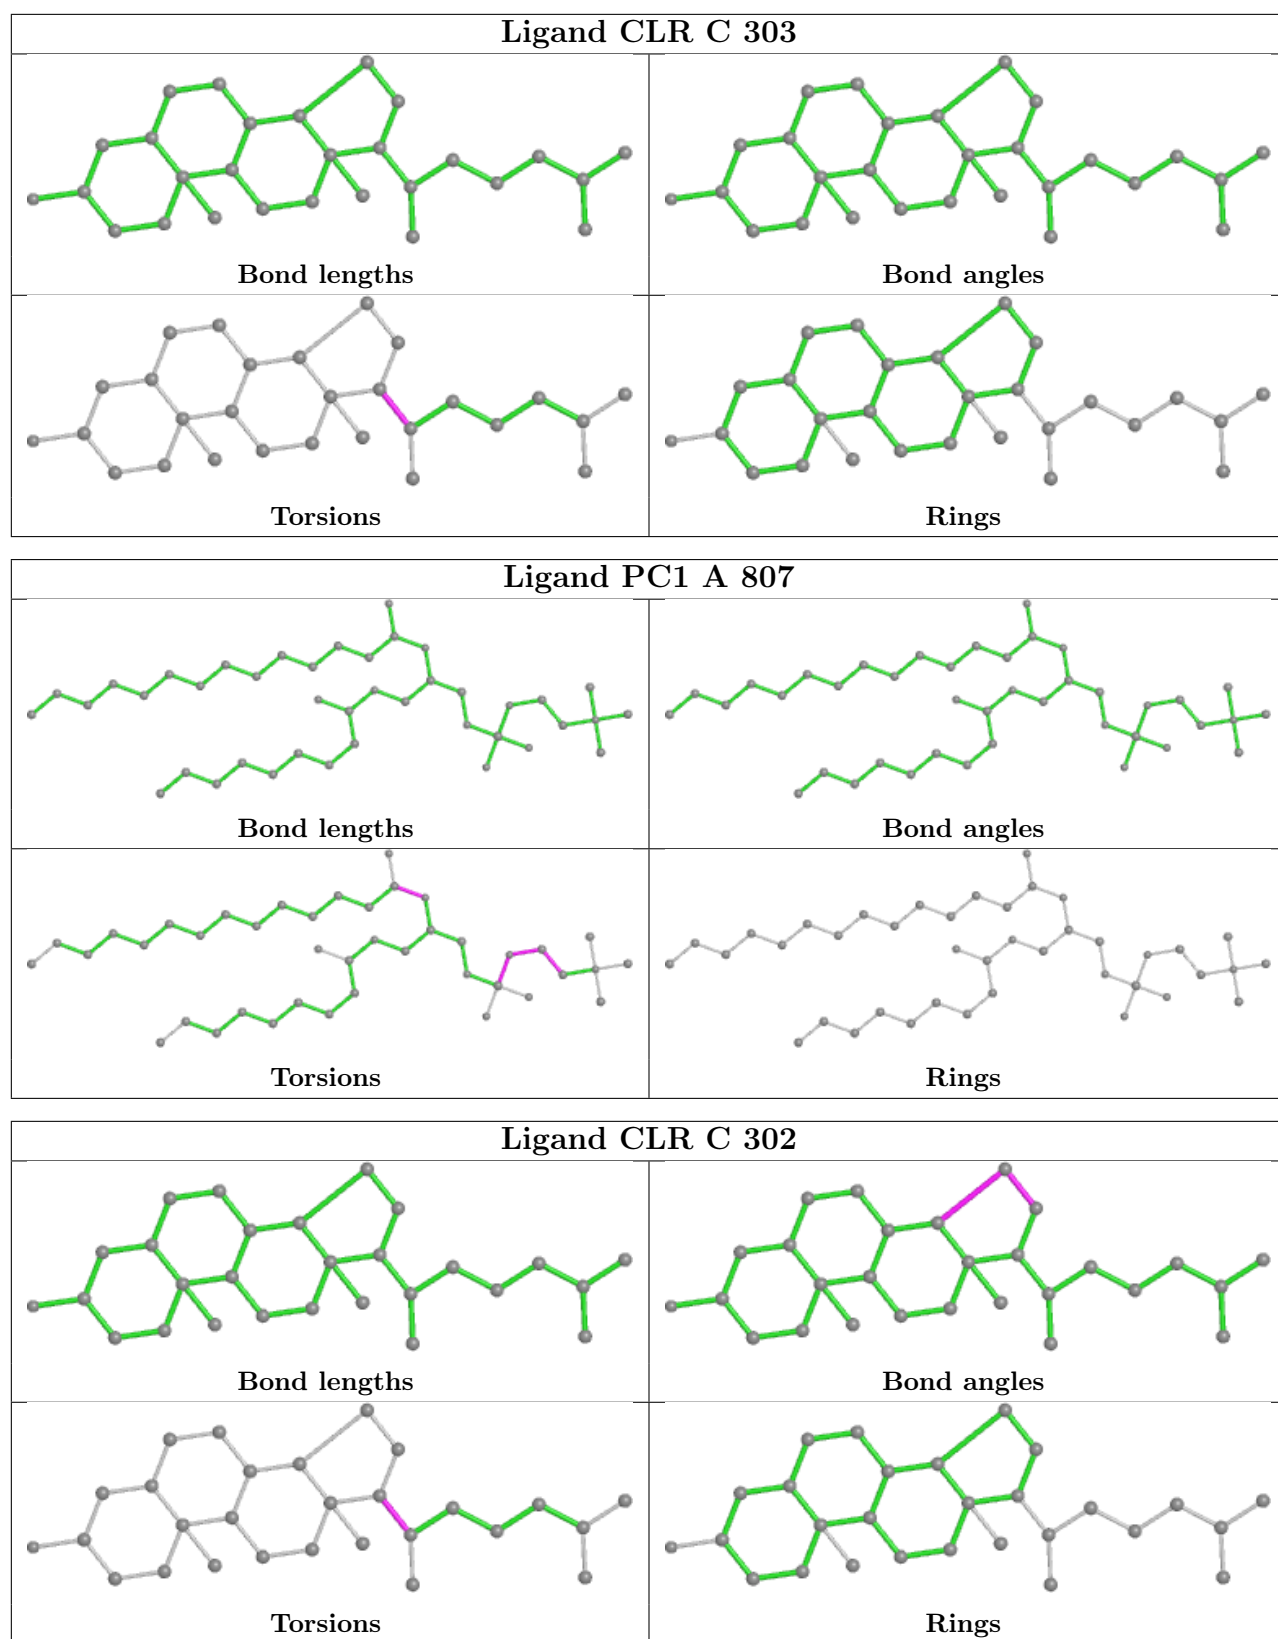 Ligand CLR C 303
Bond lengths
Bond angles
Torsions
Rings
Ligand PC1 A 807
Bond lengths
Bond angles
Torsions
Rings
Ligand CLR C 302
Bond lengths
Bond angles
Torsions
Rings